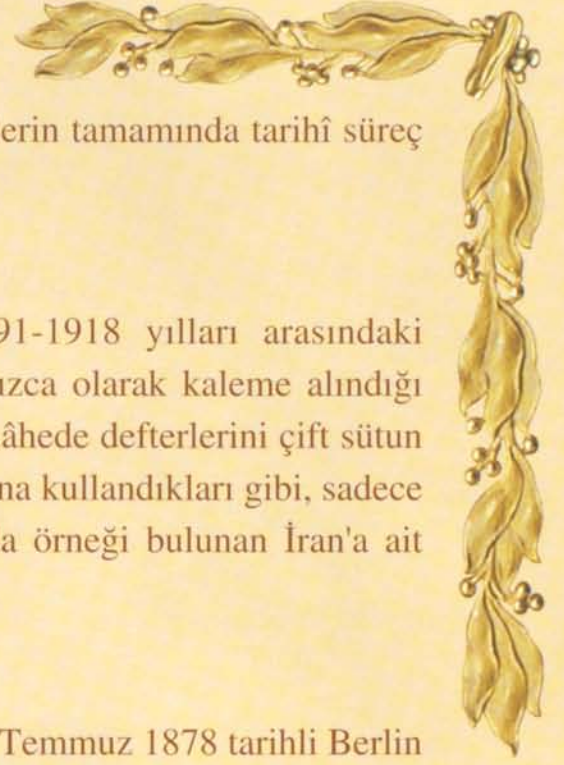 erin tamamında tarihî süreç
91-1918 yılları arasındaki
ızca olarak kaleme alındığı
âhede defterlerini çift sütun
na kullandıkları gibi, sadece
a örneği bulunan İran'a ait
Temmuz 1878 tarihli Berlin